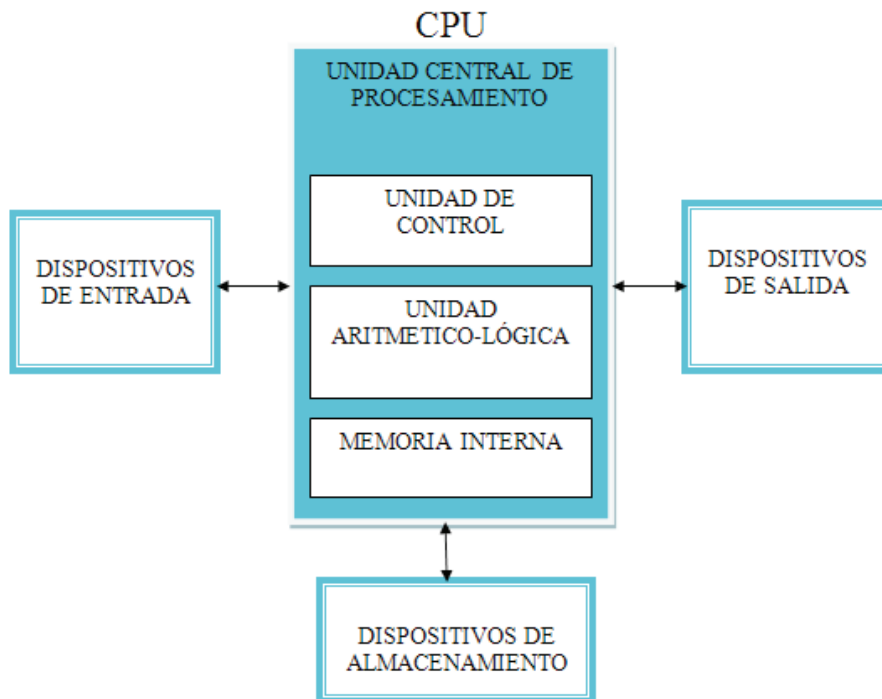 CPU
UNIDAD CENTRAL DE
PROCESAMIENTO
UNIDAD DE
CONTROL
DISPOSITIVOS
DE ENTRADA
UNIDAD
ARITMETICO-LÓGICA
DISPOSITIVOS
DE SALIDA
MEMORIA INTERNA
DISPOSITIVOS DE
ALMACENAMIENTO